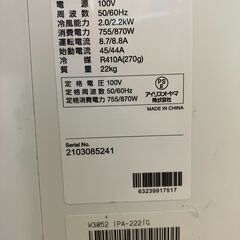 電源 100V
周波数 50/60Hz
冷風能力 2.0/2.2kW
消費電力 755/870W
運転電流 8.7/8.8A
始動電流 45/44A
冷媒 R410A(270g)
質量 22kg
定格電圧 100V
定格周波数 50/60Hz
定格消費電力 755/870W
PS
E
アイリスオーヤマ
株式会社
MADE IN CHINA
Serial No.
2103085241
63239917517
W3052 IPA-2221G